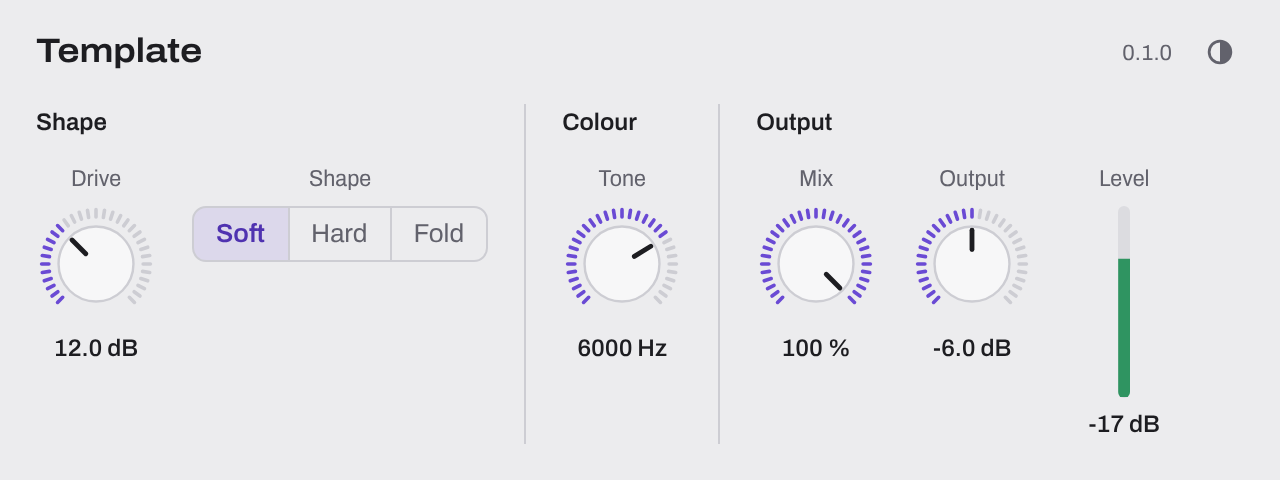 Template
0.1.0
Shape
Colour
Output
Drive
Shape
Tone
Mix
Output
Level
Soft
Hard
Fold
12.0 dB
6000 Hz
100 %
-6.0 dB
-17 dB